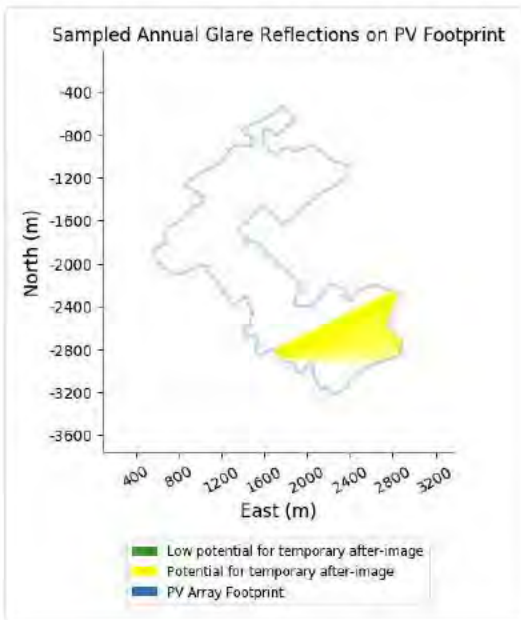 Sampled Annual Glare Reflections on PV Footprint
-400
-800
-1200
-1600
-2000
-2400
-2800
-3200
-3600
North (m)
400
800
1200
1600
2000
2400
2800
3200
East (m)
Low potential for temporary after-image
Potential for temporary after-image
PV Array Footprint